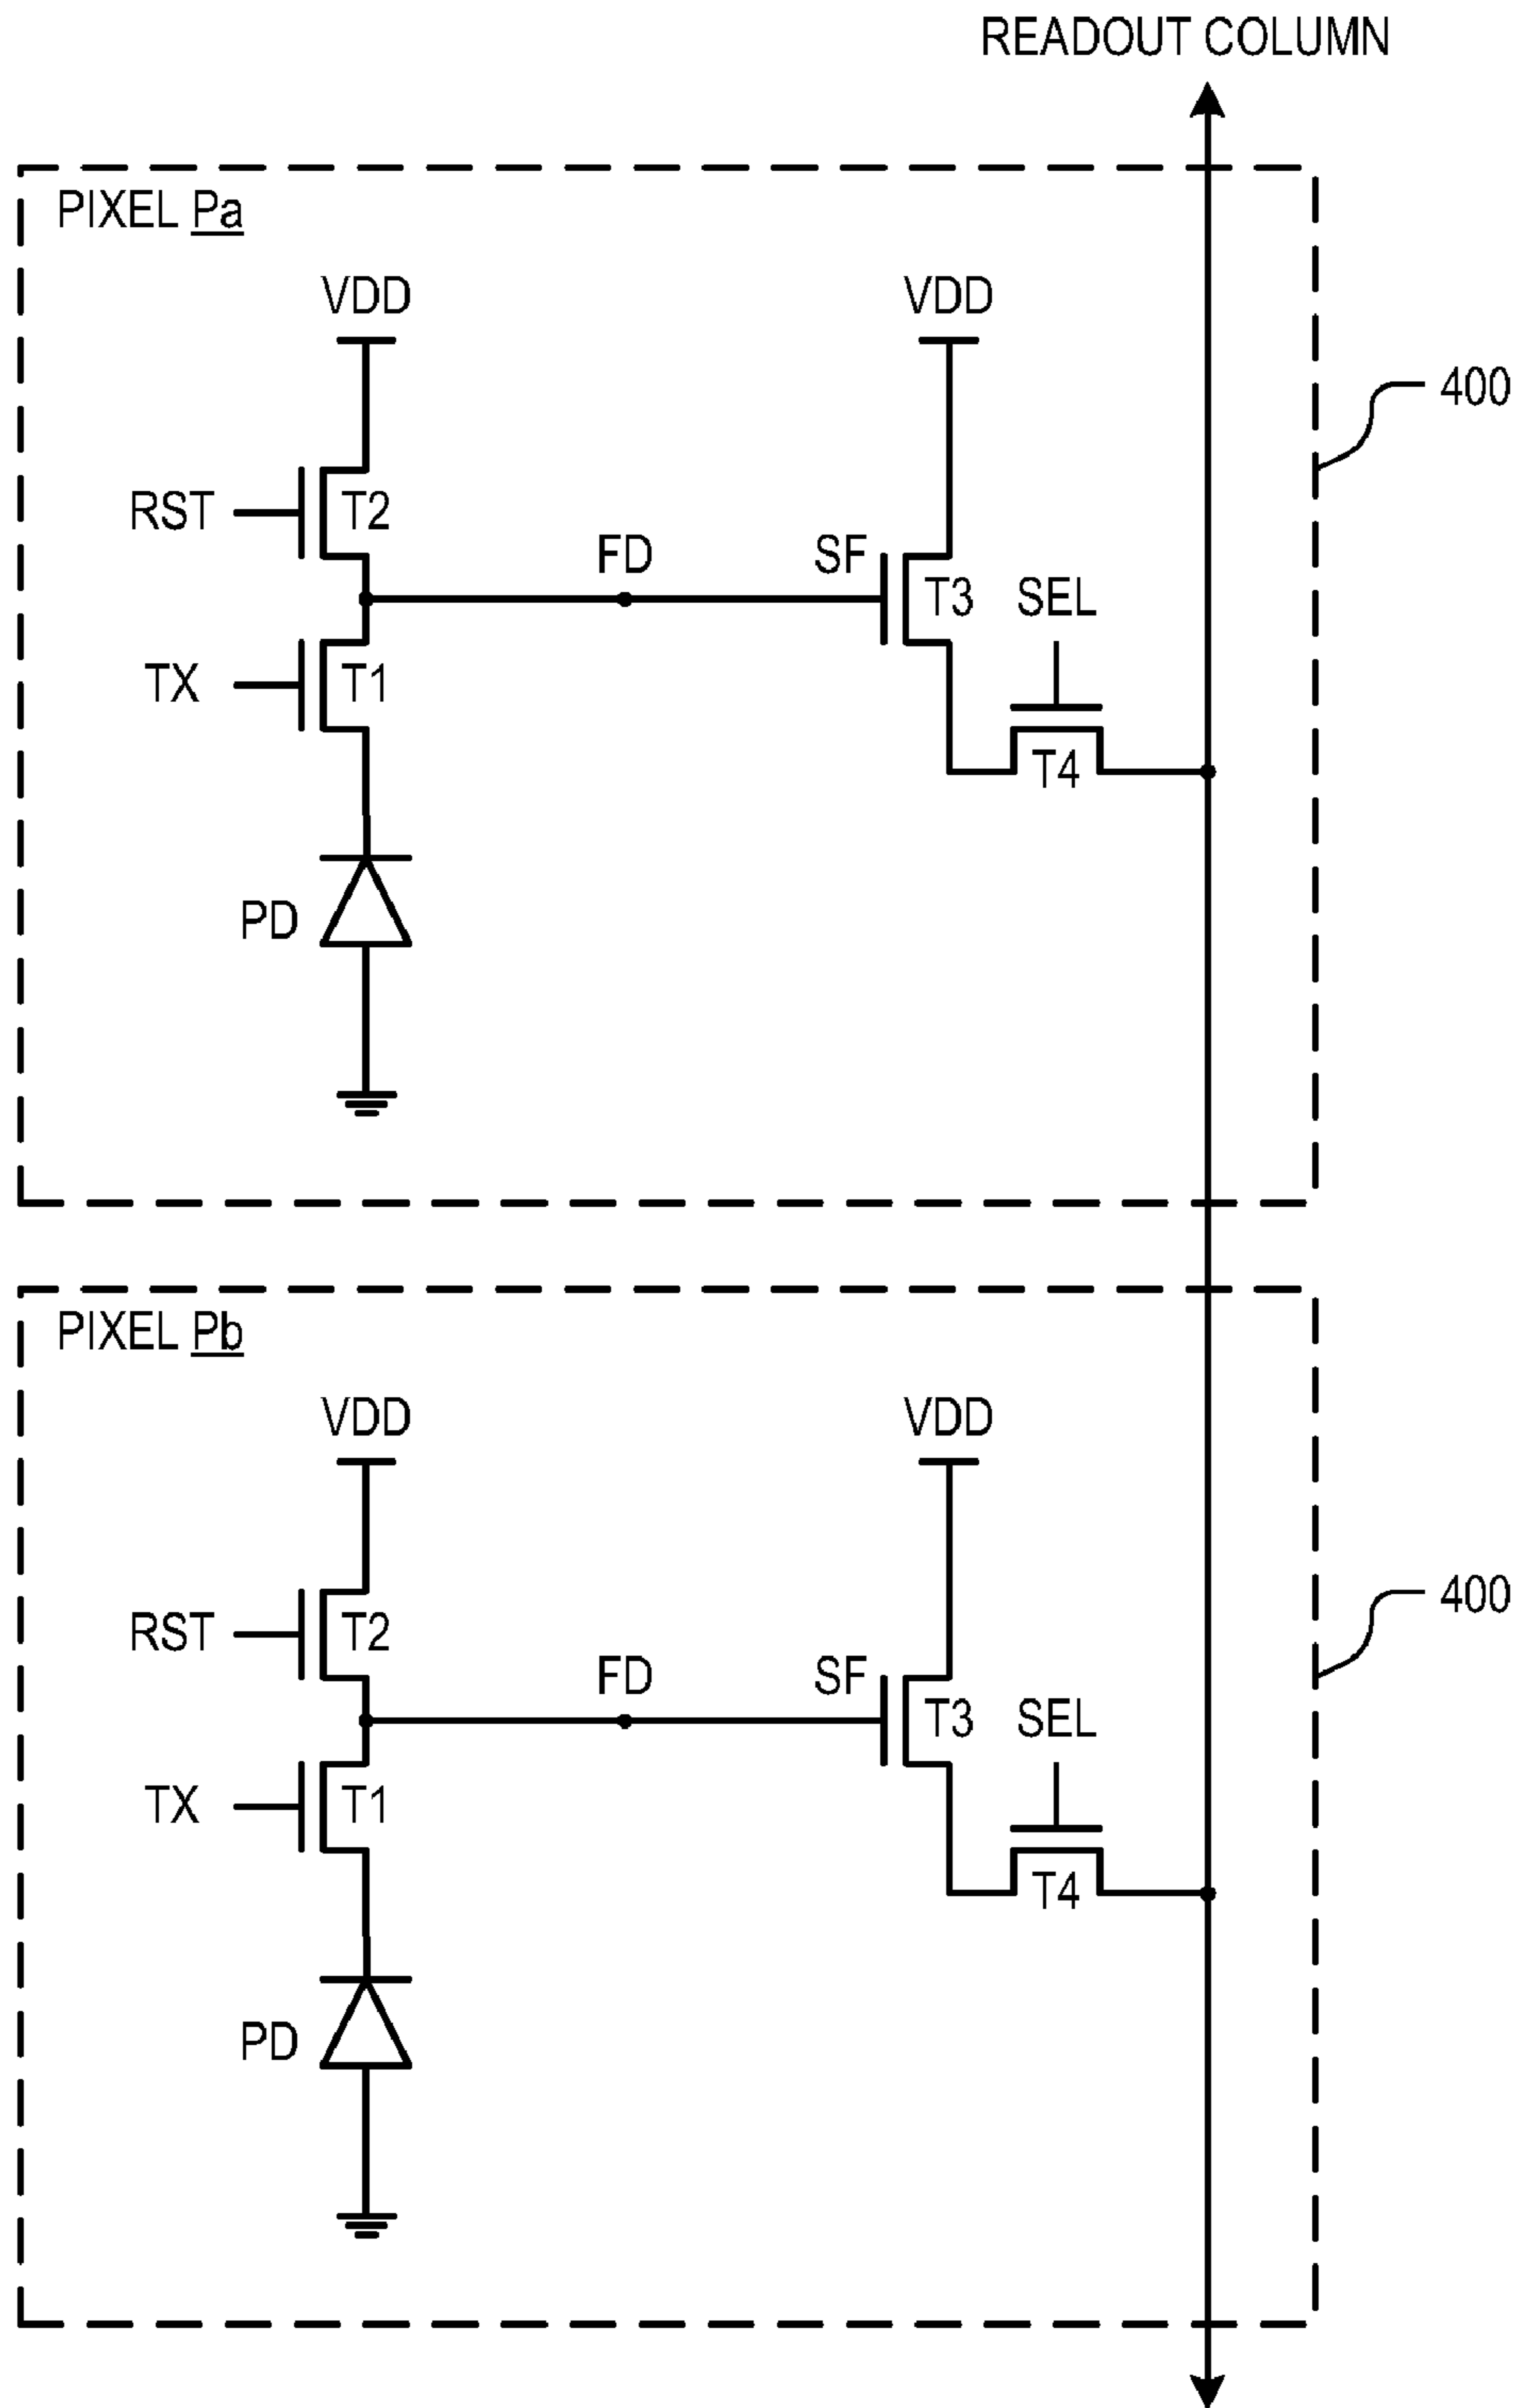 READOUT COLUMN
PIXEL Pa
VDD
VDD
400
RST
T2
FD
SF
T3
SEL
TX
T1
T4
PD
PIXEL Pb
VDD
VDD
400
RST
T2
FD
SF
T3
SEL
TX
T1
T4
PD